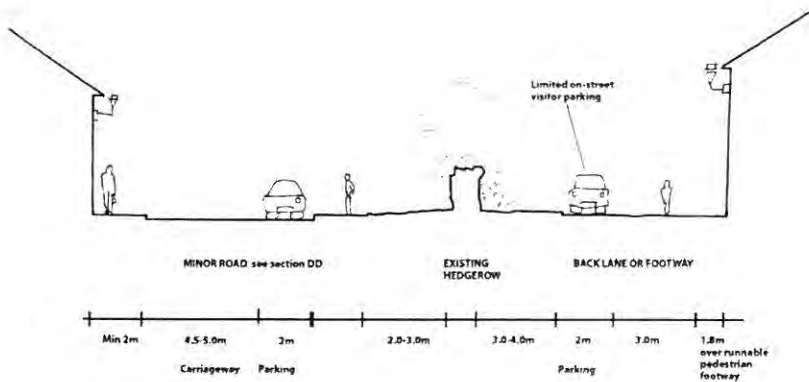 Limited on-street
visitor parking
MINOR ROAD see section DD
EXISTING
HEDGEROW
BACK LANE OR FOOTWAY
Min 2m
4.5-5.0m
2m
2.0-3.0m
3.0-4.0m
2m
3.0m
1.8m
over runnable
pedestrian
footway
Carriageway
Parking
Parking